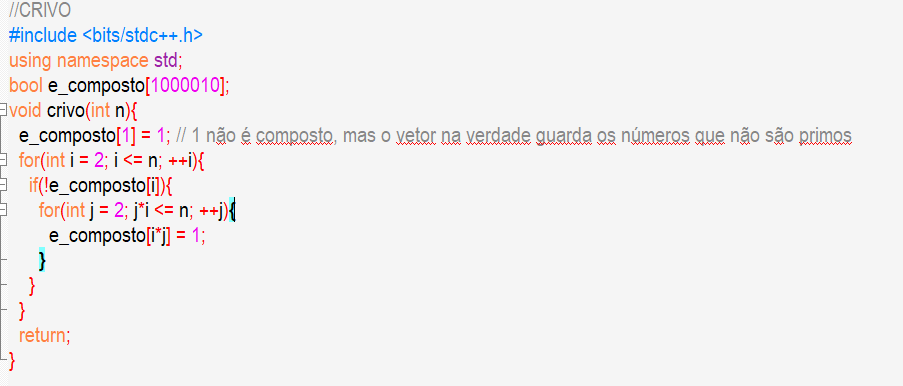 //CRIVO
#include <bits/stdc++.h>
using namespace std;
bool e_composto[1000010];
void crivo(int n){
e_composto[1] = 1; // 1 não é composto, mas o vetor na verdade guarda os números que não são primos
for(int i = 2; i <= n; ++i){
if(!e_composto[i]){
for(int j = 2; j*i <= n; ++j){
e_composto[i*j] = 1;
}
}
}
return;
}